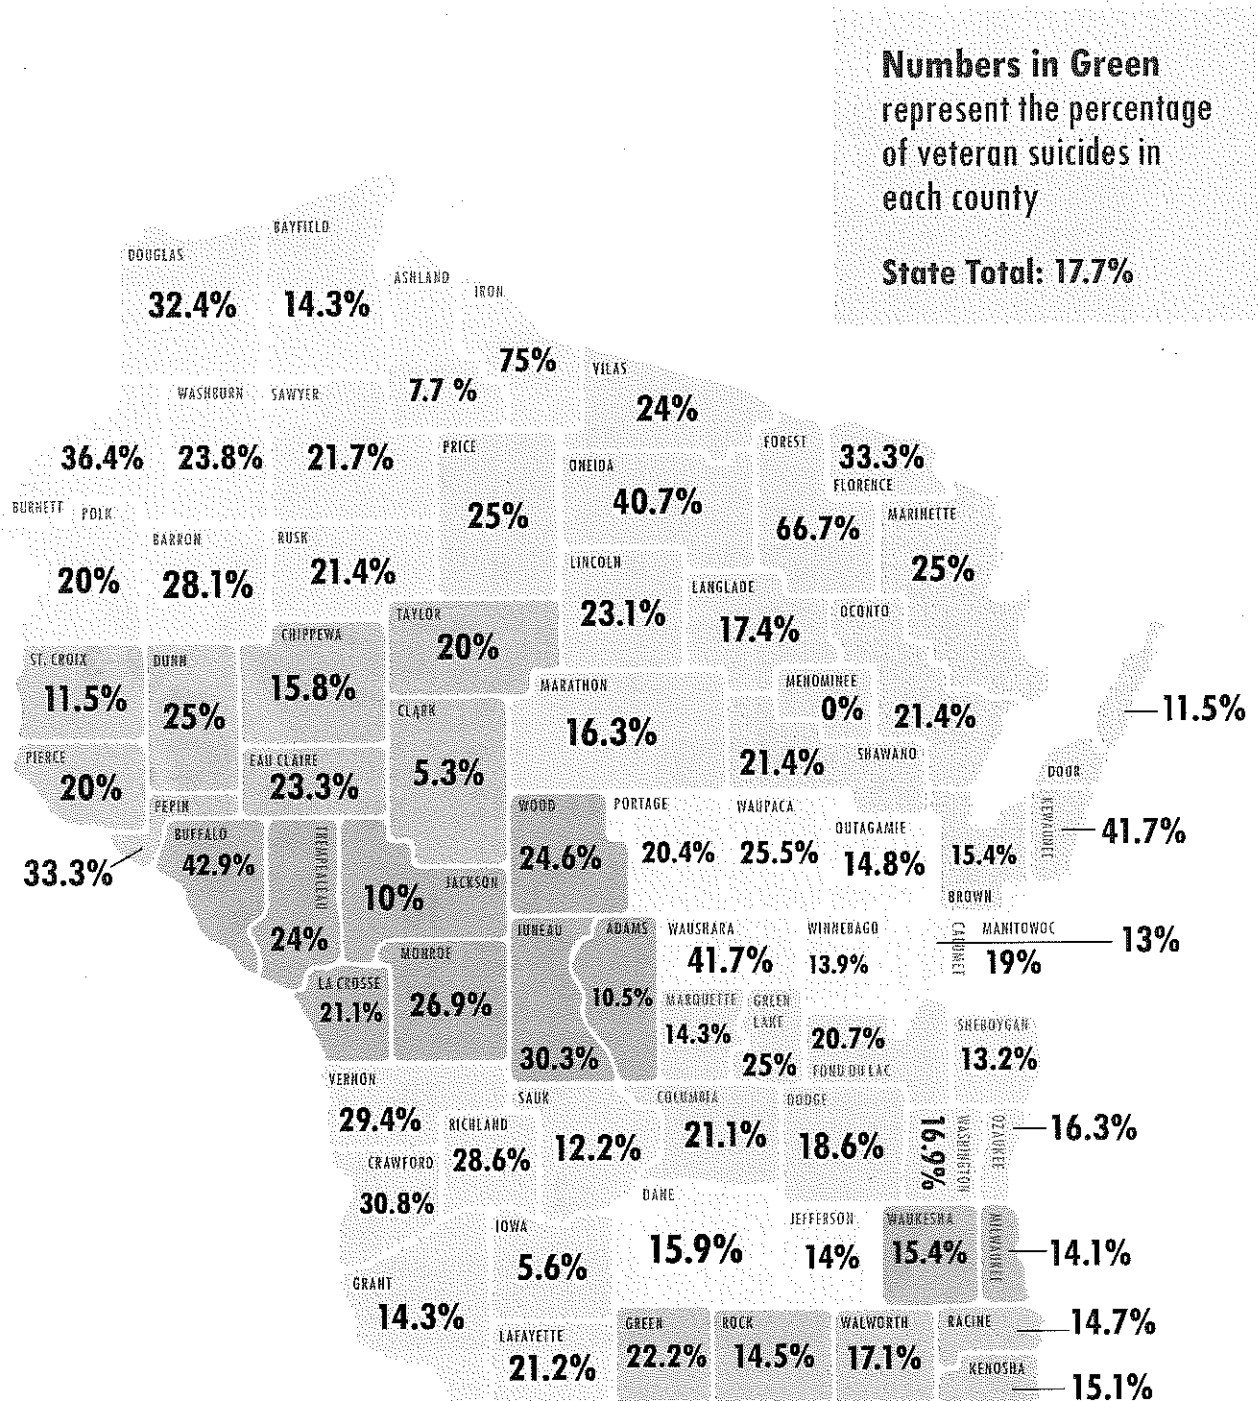 Numbers in Green
represent the percentage
of veteran suicides in
each county
State Total: 17.7%
BAYFIELD
14.3%
DOUGLAS
32.4%
ASHLAND
7.7 %
IRON
75%
VILAS
24%
WASHBURN
23.8%
SAWYER
21.7%
36.4%
BURNETT
POLK
20%
PRICE
25%
ONEIDA
40.7%
FOREST
66.7%
33.3%
FLORENCE
MARINETTE
25%
BARRON
28.1%
RUSK
21.4%
LINCOLN
23.1%
LANGLADE
17.4%
OCONTO
21.4%
TAYLOR
20%
CHIPPEWA
15.8%
ST. CROIX
11.5%
DUNN
25%
CLARK
5.3%
MARATHON
16.3%
MENOMINEE
0%
21.4%
SHAWANO
11.5%
DOOR
PIERCE
20%
EAU CLAIRE
23.3%
PEPIN
33.3%
BUFFALO
42.9%
TREMPEALEAU
24%
10%
JACKSON
WOOD
24.6%
PORTAGE
20.4%
WAUPACA
25.5%
OUTAGAMIE
14.8%
15.4%
BROWN
KEWAUNEE
41.7%
JUNEAU
30.3%
ADAMS
10.5%
WAUSHARA
41.7%
WINNEBAGO
13.9%
CALUMET
13%
MANITOWOC
19%
MONROE
26.9%
LA CROSSE
21.1%
MARQUETTE
14.3%
GREEN
LAKE
25%
20.7%
FOND DU LAC
SHEBOYGAN
13.2%
VERNON
29.4%
RICHLAND
28.6%
SAUK
12.2%
COLUMBIA
21.1%
DODGE
18.6%
16.9%
WASHINGTON
OZAUKEE
16.3%
CRAWFORD
30.8%
DANE
15.9%
JEFFERSON
14%
WAUKESHA
15.4%
MILWAUKEE
14.1%
IOWA
5.6%
GRANT
14.3%
LAFAYETTE
21.2%
GREEN
22.2%
ROCK
14.5%
WALWORTH
17.1%
RACINE
14.7%
KENOSHA
15.1%